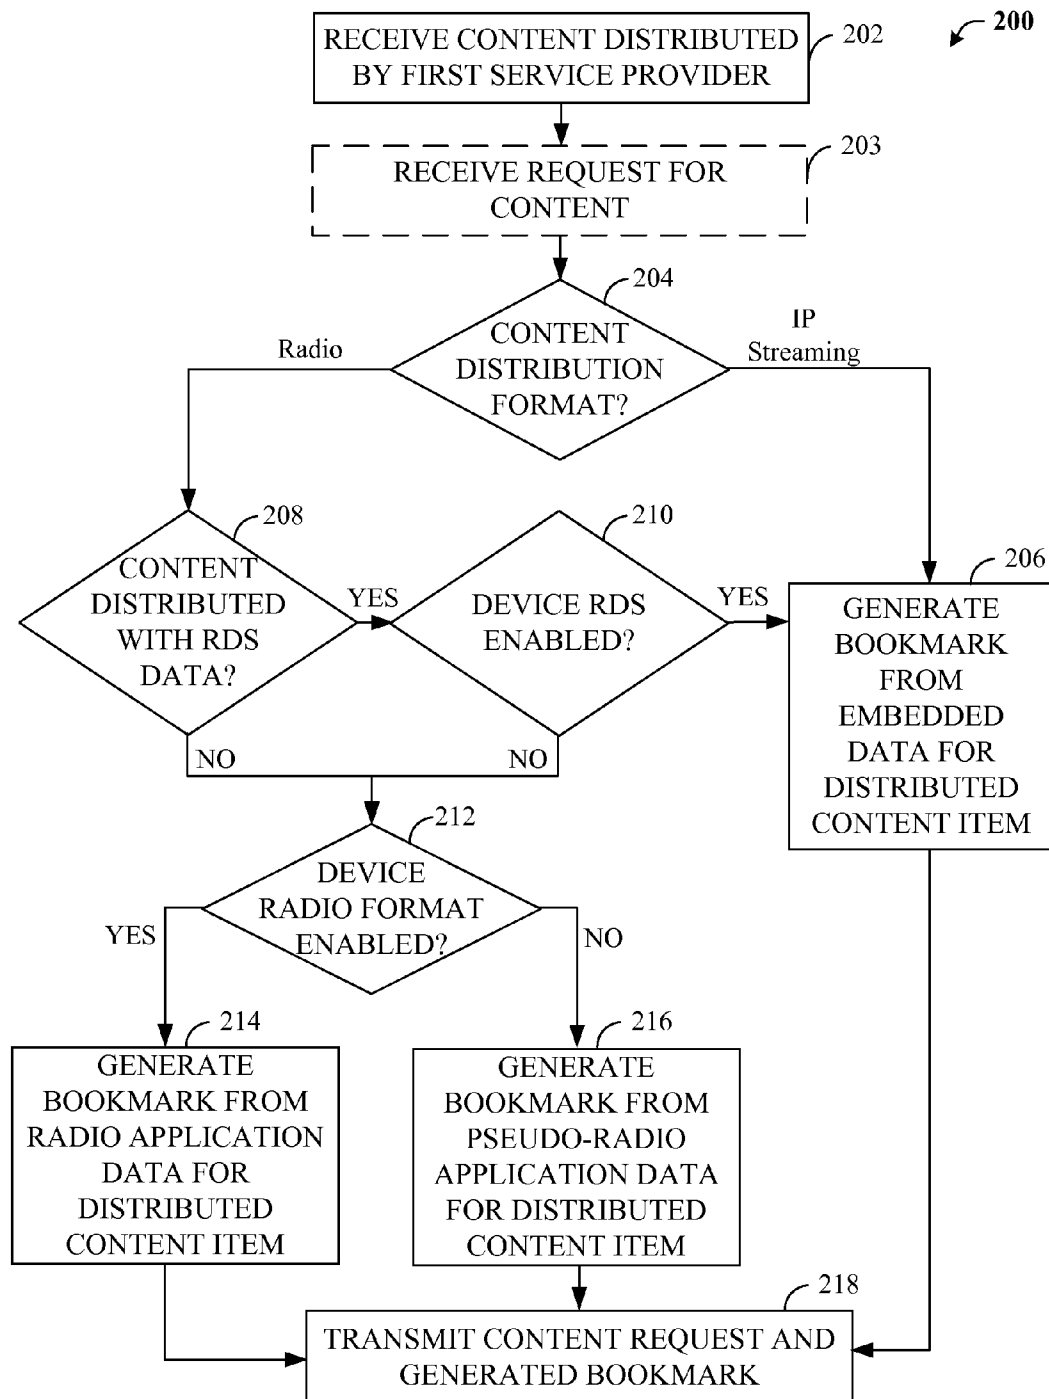 200
RECEIVE CONTENT DISTRIBUTED
BY FIRST SERVICE PROVIDER
202
RECEIVE REQUEST FOR
CONTENT
203
204
CONTENT
DISTRIBUTION
FORMAT?
Radio
IP
Streaming
208
CONTENT
DISTRIBUTED
WITH RDS
DATA?
YES
NO
210
DEVICE RDS
ENABLED?
YES
NO
206
GENERATE
BOOKMARK
FROM
EMBEDDED
DATA FOR
DISTRIBUTED
CONTENT ITEM
212
DEVICE
RADIO FORMAT
ENABLED?
YES
NO
214
GENERATE
BOOKMARK FROM
RADIO APPLICATION
DATA FOR
DISTRIBUTED
CONTENT ITEM
216
GENERATE
BOOKMARK FROM
PSEUDO-RADIO
APPLICATION DATA
FOR DISTRIBUTED
CONTENT ITEM
218
TRANSMIT CONTENT REQUEST AND
GENERATED BOOKMARK